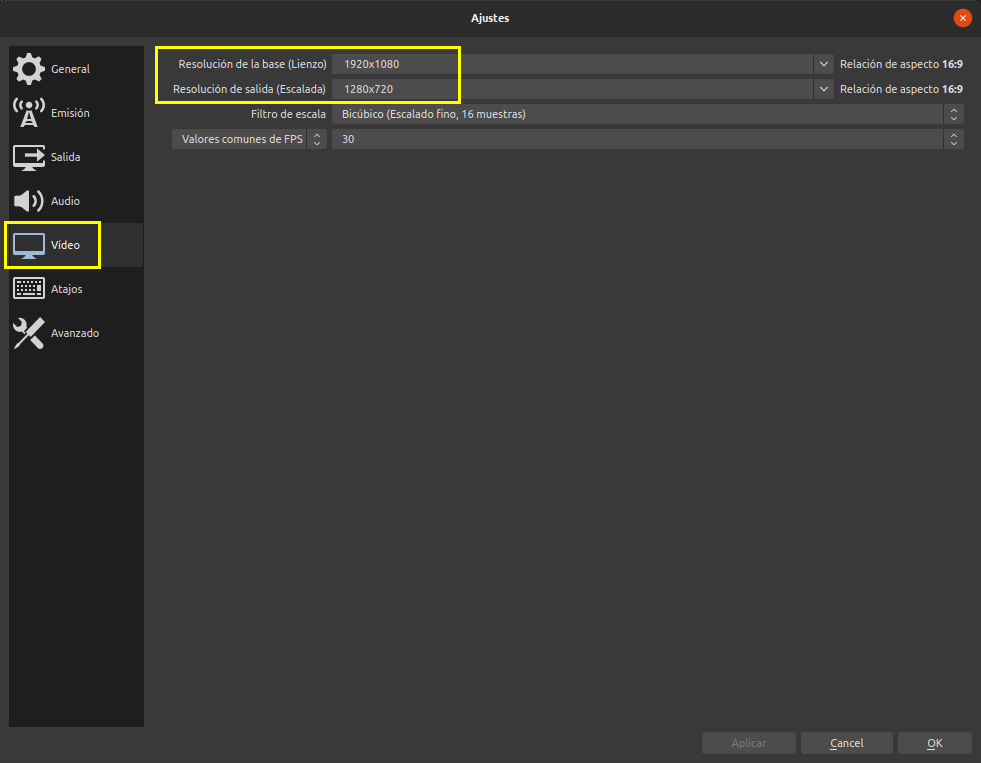 Ajustes
General
Emisión
Salida
Audio
Vídeo
Atajos
Avanzado
Resolución de la base (Lienzo) 1920x1080 Relación de aspecto 16:9
Resolución de salida (Escalada) 1280x720 Relación de aspecto 16:9
Filtro de escala Bicúbico (Escalado fino, 16 muestras)
Valores comunes de FPS 30
Aplicar Cancel OK